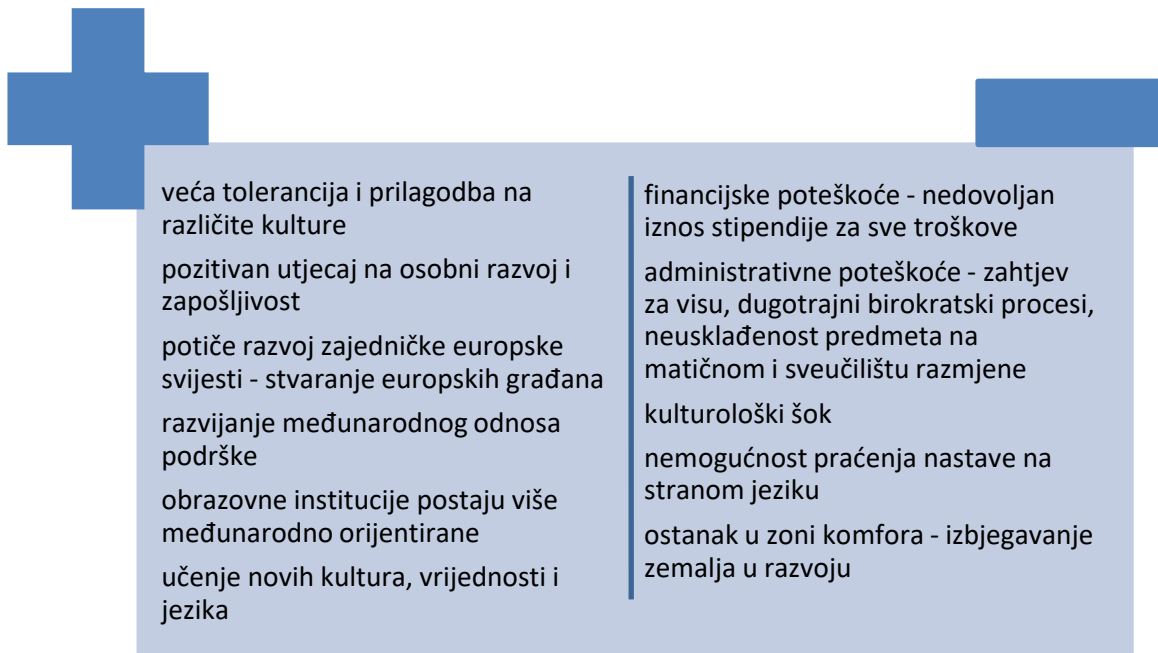 veća tolerancija i prilagodba na
različite kulture
pozitivan utjecaj na osobni razvoj i
zapošljivost
potiče razvoj zajedničke europske
svijesti - stvaranje europskih građana
razvijanje međunarodnog odnosa
podrške
obrazovne institucije postaju više
međunarodno orijentirane
učenje novih kultura, vrijednosti i
jezika
financijske poteškoće - nedovoljan
iznos stipendije za sve troškove
administrativne poteškoće - zahtjev
za visu, dugotrajni birokratski procesi,
neusklađenost predmeta na
matičnom i sveučilištu razmjene
kulturološki šok
nemogućnost praćenja nastave na
stranom jeziku
ostanak u zoni komfora - izbjegavanje
zemalja u razvoju